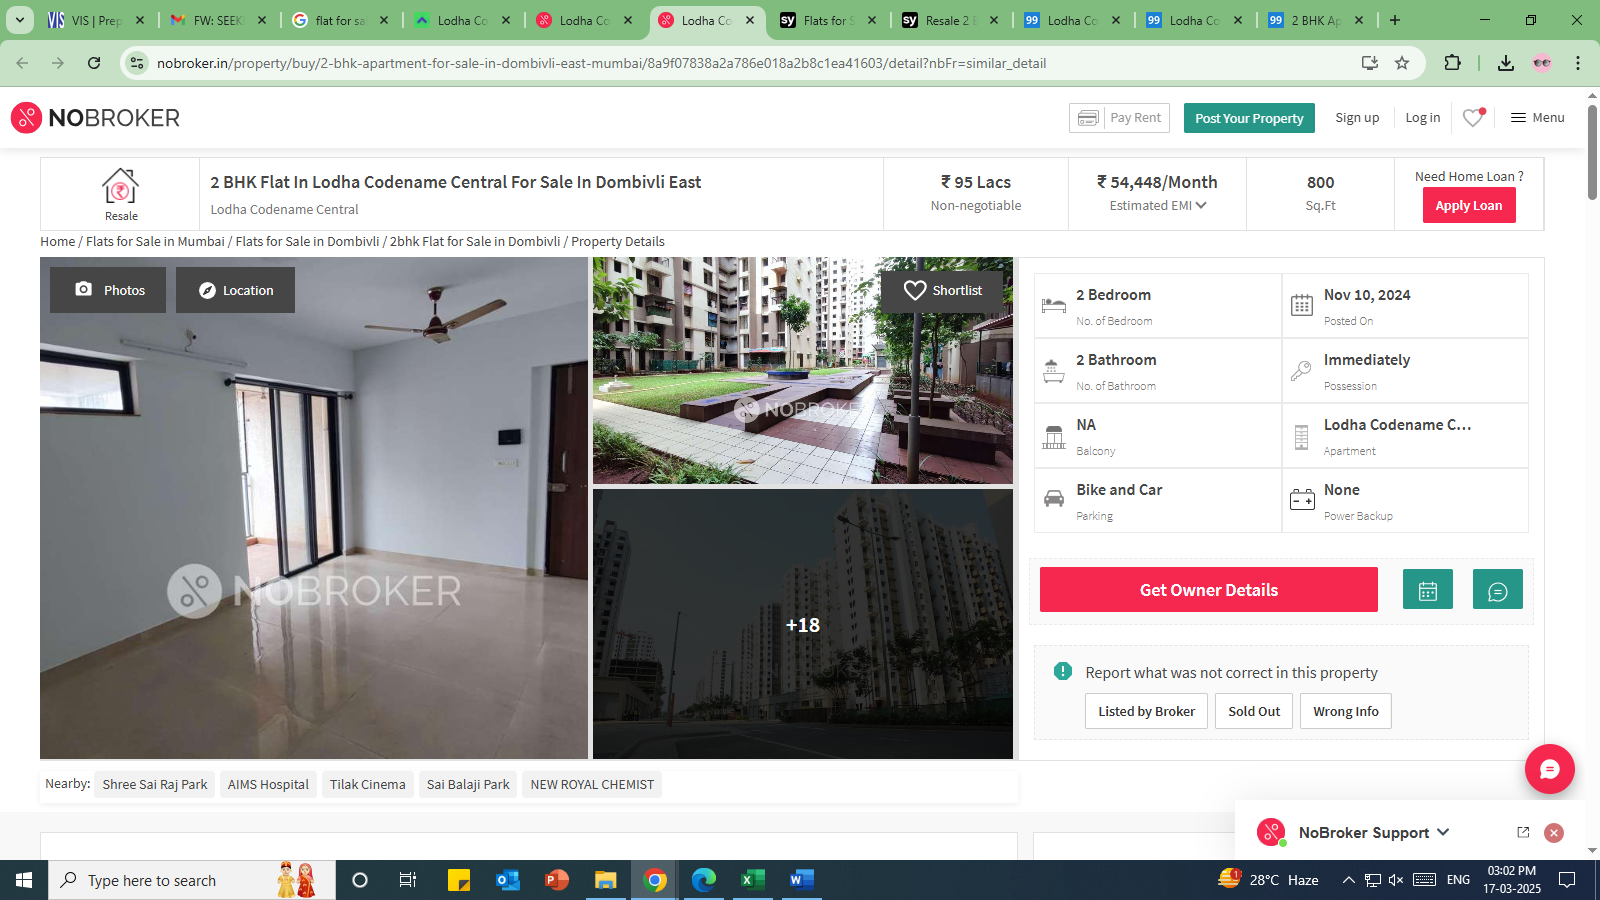 VIS | Prep
FW: SEEK
flat for sa
Lodha Co
Lodha Co
Lodha Co
Flats for S
Resale 2 B
Lodha Co
Lodha Co
2 BHK Ap
nobroker.in/property/buy/2-bhk-apartment-for-sale-in-dombivli-east-mumbai/8a9f07838a2a786e018a2b8c1ea41603/detail?nbFr=similar_detail
NOBROKER
Pay Rent
Post Your Property
Sign up
Log in
Menu
Resale
2 BHK Flat In Lodha Codename Central For Sale In Dombivli East
Lodha Codename Central
₹ 95 Lacs
Non-negotiable
₹ 54,448/Month
Estimated EMI
800
Sq.Ft
Need Home Loan ?
Apply Loan
Home / Flats for Sale in Mumbai / Flats for Sale in Dombivli / 2bhk Flat for Sale in Dombivli / Property Details
Photos
Location
Shortlist
NOBROKER
NOBROKER
+18
2 Bedroom
No. of Bedroom
Nov 10, 2024
Posted On
2 Bathroom
No. of Bathroom
Immediately
Possession
NA
Balcony
Lodha Codename C...
Apartment
Bike and Car
Parking
None
Power Backup
Get Owner Details
Report what was not correct in this property
Listed by Broker
Sold Out
Wrong Info
Nearby:
Shree Sai Raj Park
AIMS Hospital
Tilak Cinema
Sai Balaji Park
NEW ROYAL CHEMIST
NoBroker Support
Type here to search
28°C Haze
ENG
03:02 PM
17-03-2025